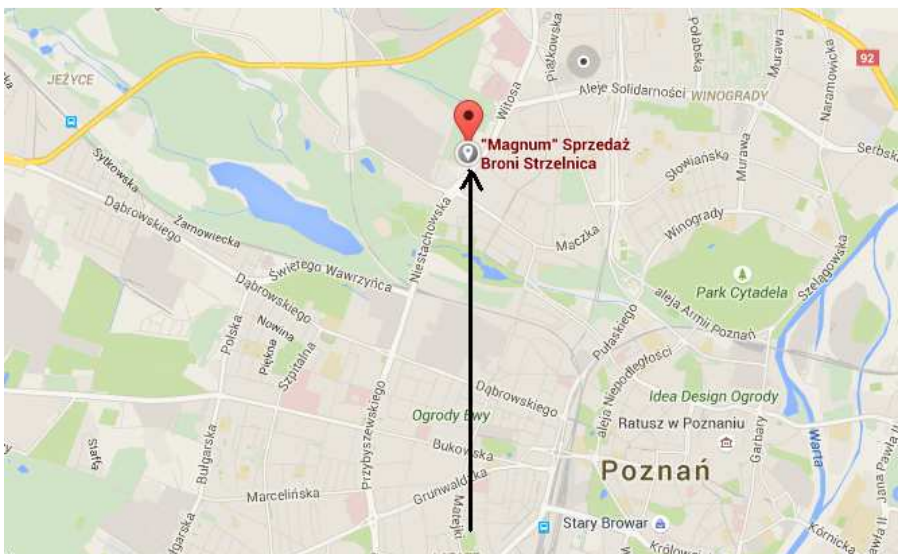 Piątkowska
Połabska
Murawa
Naramowicka
92
JEŻYCE
Witosa
Aleje Solidarności
WINOGRADY
"Magnum" Sprzedaż
Broni Strzelnica
Serbska
Sytkowska
Słowiańska
Murawa
Dąbrowskiego
Żarnowiecka
Niestachowska
Mączka
Winogrady
Szelągowska
Świętego Wawrzyńca
Park Cytadela
aleja Armii Poznań
Dąbrowskiego
Polska
Nowina
Piękna
Szpitalna
Pułaskiego
aleja Niepodległości
Przybyszewskiego
Dąbrowskiego
Idea Design Ogrody
Ogrody Ewy
Ratusz w Poznaniu
Garbary
Staffa
Bułgarska
Bukowska
Warta
Jana Pawła II
Poznań
Grunwaldzka
Marcelińska
Matejki
Stary Browar
Królowej
Kórnicka